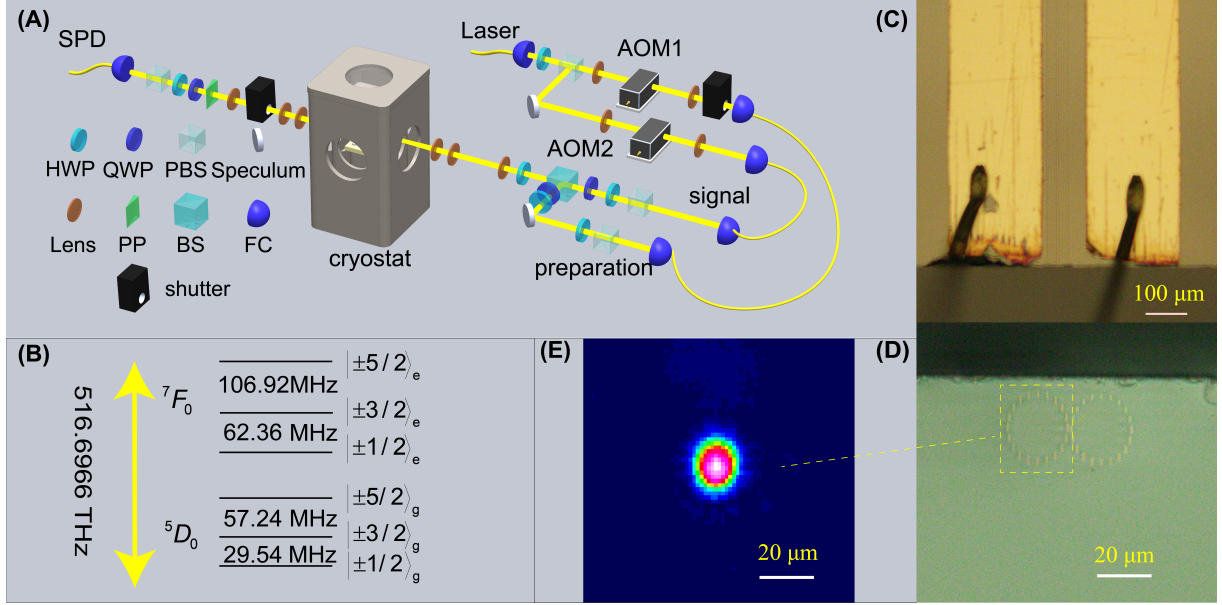 (A)
SPD
Laser
AOM1
AOM2
HWP
QWP
PBS
Speculum
Lens
PP
BS
FC
shutter
cryostat
signal
preparation
(B)
516.6966 THz
⁷F₀
⁵D₀
|±5/2⟩ₑ
106.92MHz
|±3/2⟩ₑ
62.36 MHz
|±1/2⟩ₑ
|±5/2⟩g
57.24 MHz
|±3/2⟩g
29.54 MHz
|±1/2⟩g
(C)
100 μm
(E)
20 μm
(D)
20 μm